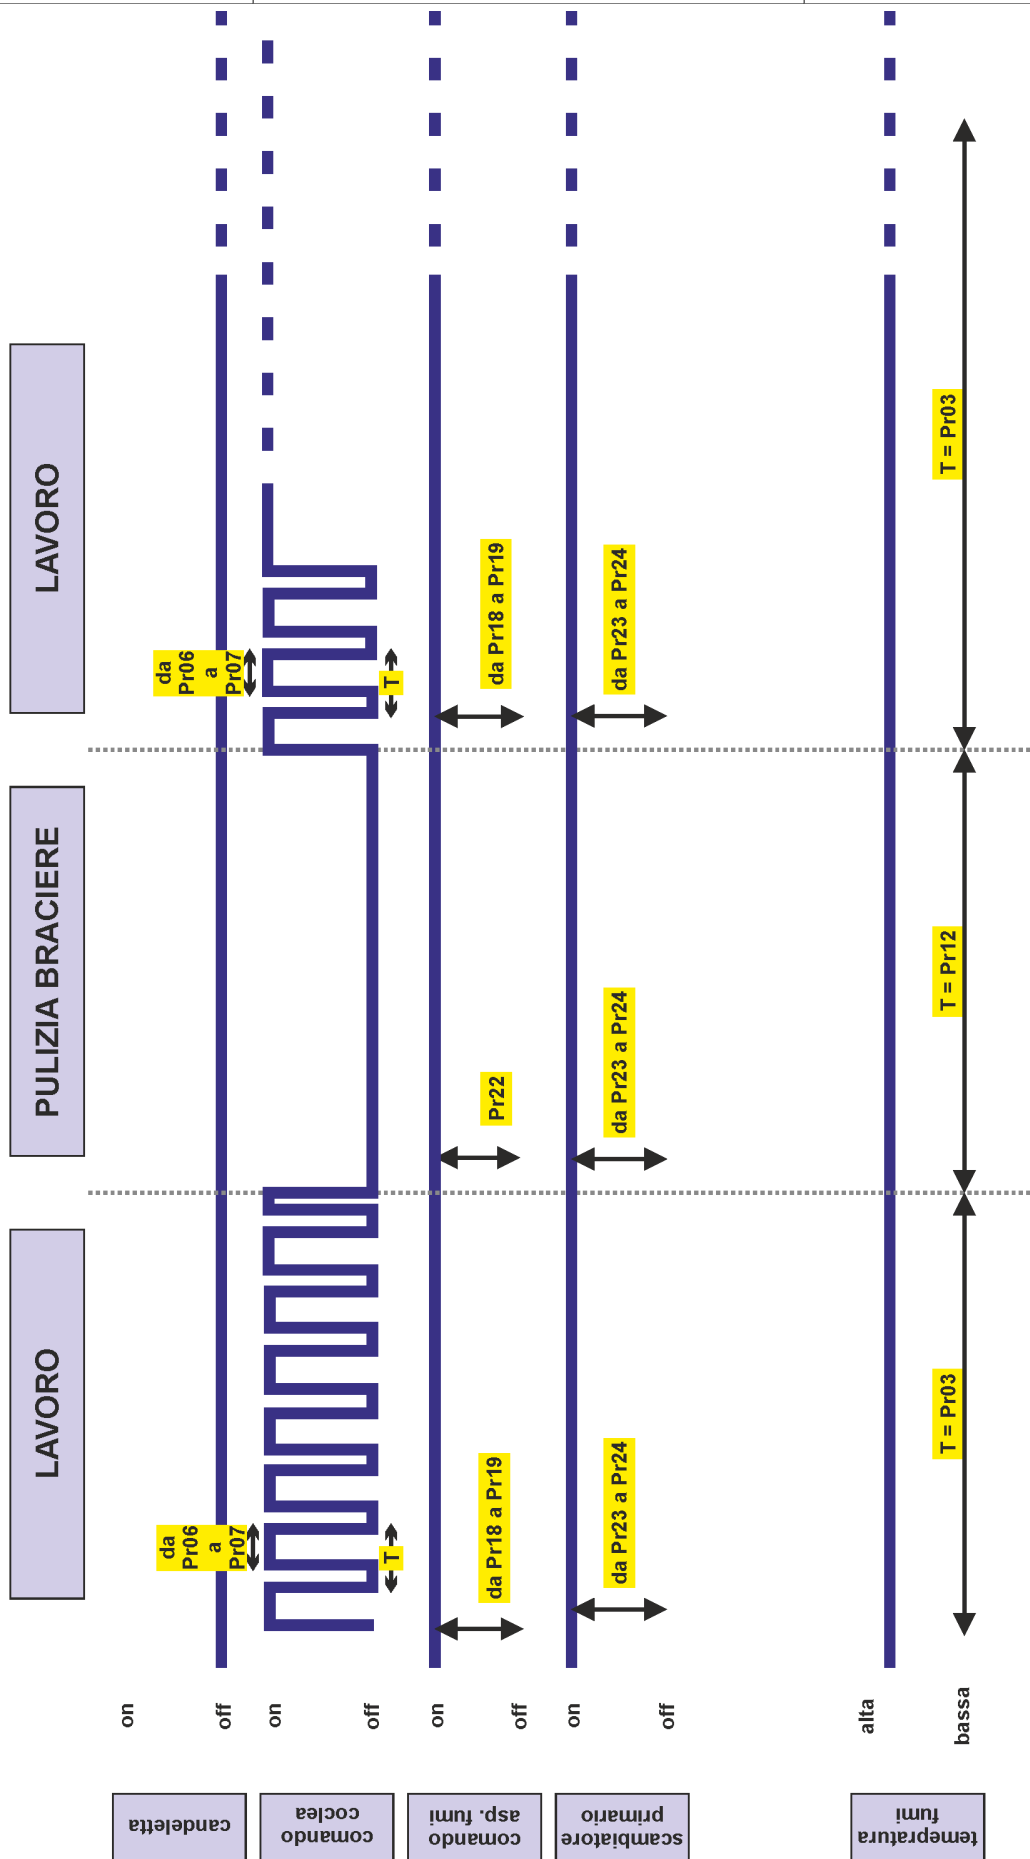 LAVORO
PULIZIA BRACIERE
LAVORO
candeletta
on
off
da
Pr06
a
Pr07
da
Pr06
a
Pr07
comando
coclea
on
off
T
T
comando
asp. fumi
on
off
da Pr18 a Pr19
Pr22
da Pr18 a Pr19
scambiatore
primario
on
off
da Pr23 a Pr24
da Pr23 a Pr24
da Pr23 a Pr24
temepratura
fumi
alta
bassa
T = Pr03
T = Pr12
T = Pr03